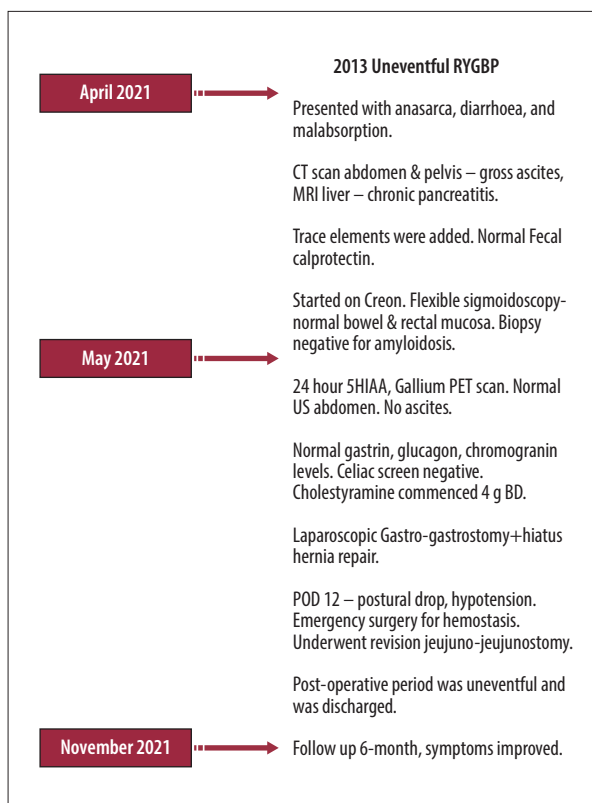 2013 Uneventful RYGBP
April 2021
Presented with anasarca, diarrhoea, and
malabsorption.
CT scan abdomen & pelvis – gross ascites,
MRI liver – chronic pancreatitis.
Trace elements were added. Normal Fecal
calprotectin.
Started on Creon. Flexible sigmoidoscopy-
normal bowel & rectal mucosa. Biopsy
negative for amyloidosis.
May 2021
24 hour 5HIAA, Gallium PET scan. Normal
US abdomen. No ascites.
Normal gastrin, glucagon, chromogranin
levels. Celiac screen negative.
Cholestyramine commenced 4 g BD.
Laparoscopic Gastro-gastrostomy+hiatus
hernia repair.
POD 12 – postural drop, hypotension.
Emergency surgery for hemostasis.
Underwent revision jeujuno-jeujunostomy.
Post-operative period was uneventful and
was discharged.
November 2021
Follow up 6-month, symptoms improved.